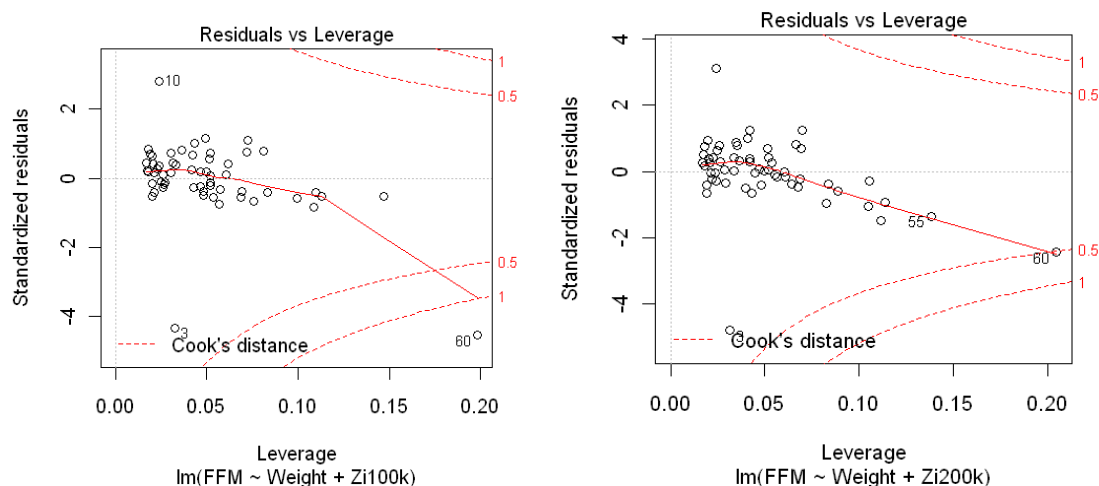 Residuals vs Leverage
Standardized residuals
2
0
-2
-4
10
3
60
1
0.5
0.5
1
Cook's distance
0.00 0.05 0.10 0.15 0.20
Leverage
lm(FFM ~ Weight + Zi100k)
Residuals vs Leverage
Standardized residuals
4
2
0
-2
-4
1
0.5
0.5
1
55
60
3
Cook's distance
0.00 0.05 0.10 0.15 0.20
Leverage
lm(FFM ~ Weight + Zi200k)